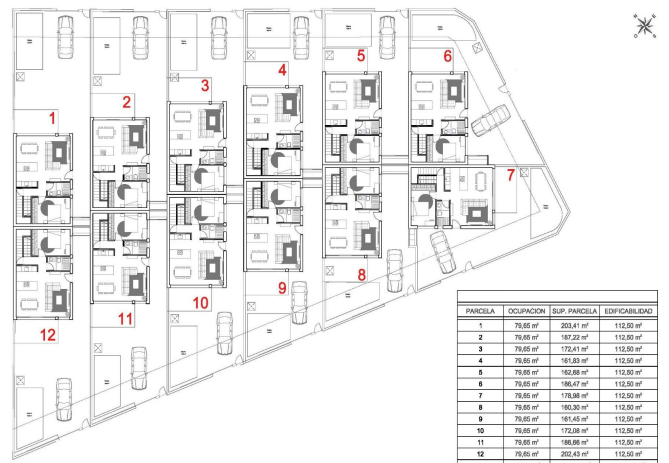 1
2
3
4
5
6
7
8
9
10
11
12
PARCELA OCUPACION SUP. PARCELA EDIFICABILIDAD
1 79,65 m² 203,41 m² 112,50 m²
2 79,65 m² 187,22 m² 112,50 m²
3 79,65 m² 172,41 m² 112,50 m²
4 79,65 m² 161,83 m² 112,50 m²
5 79,65 m² 162,68 m² 112,50 m²
6 79,65 m² 186,47 m² 112,50 m²
7 79,65 m² 178,98 m² 112,50 m²
8 79,65 m² 160,30 m² 112,50 m²
9 79,65 m² 161,45 m² 112,50 m²
10 79,65 m² 172,08 m² 112,50 m²
11 79,65 m² 186,66 m² 112,50 m²
12 79,65 m² 202,43 m² 112,50 m²